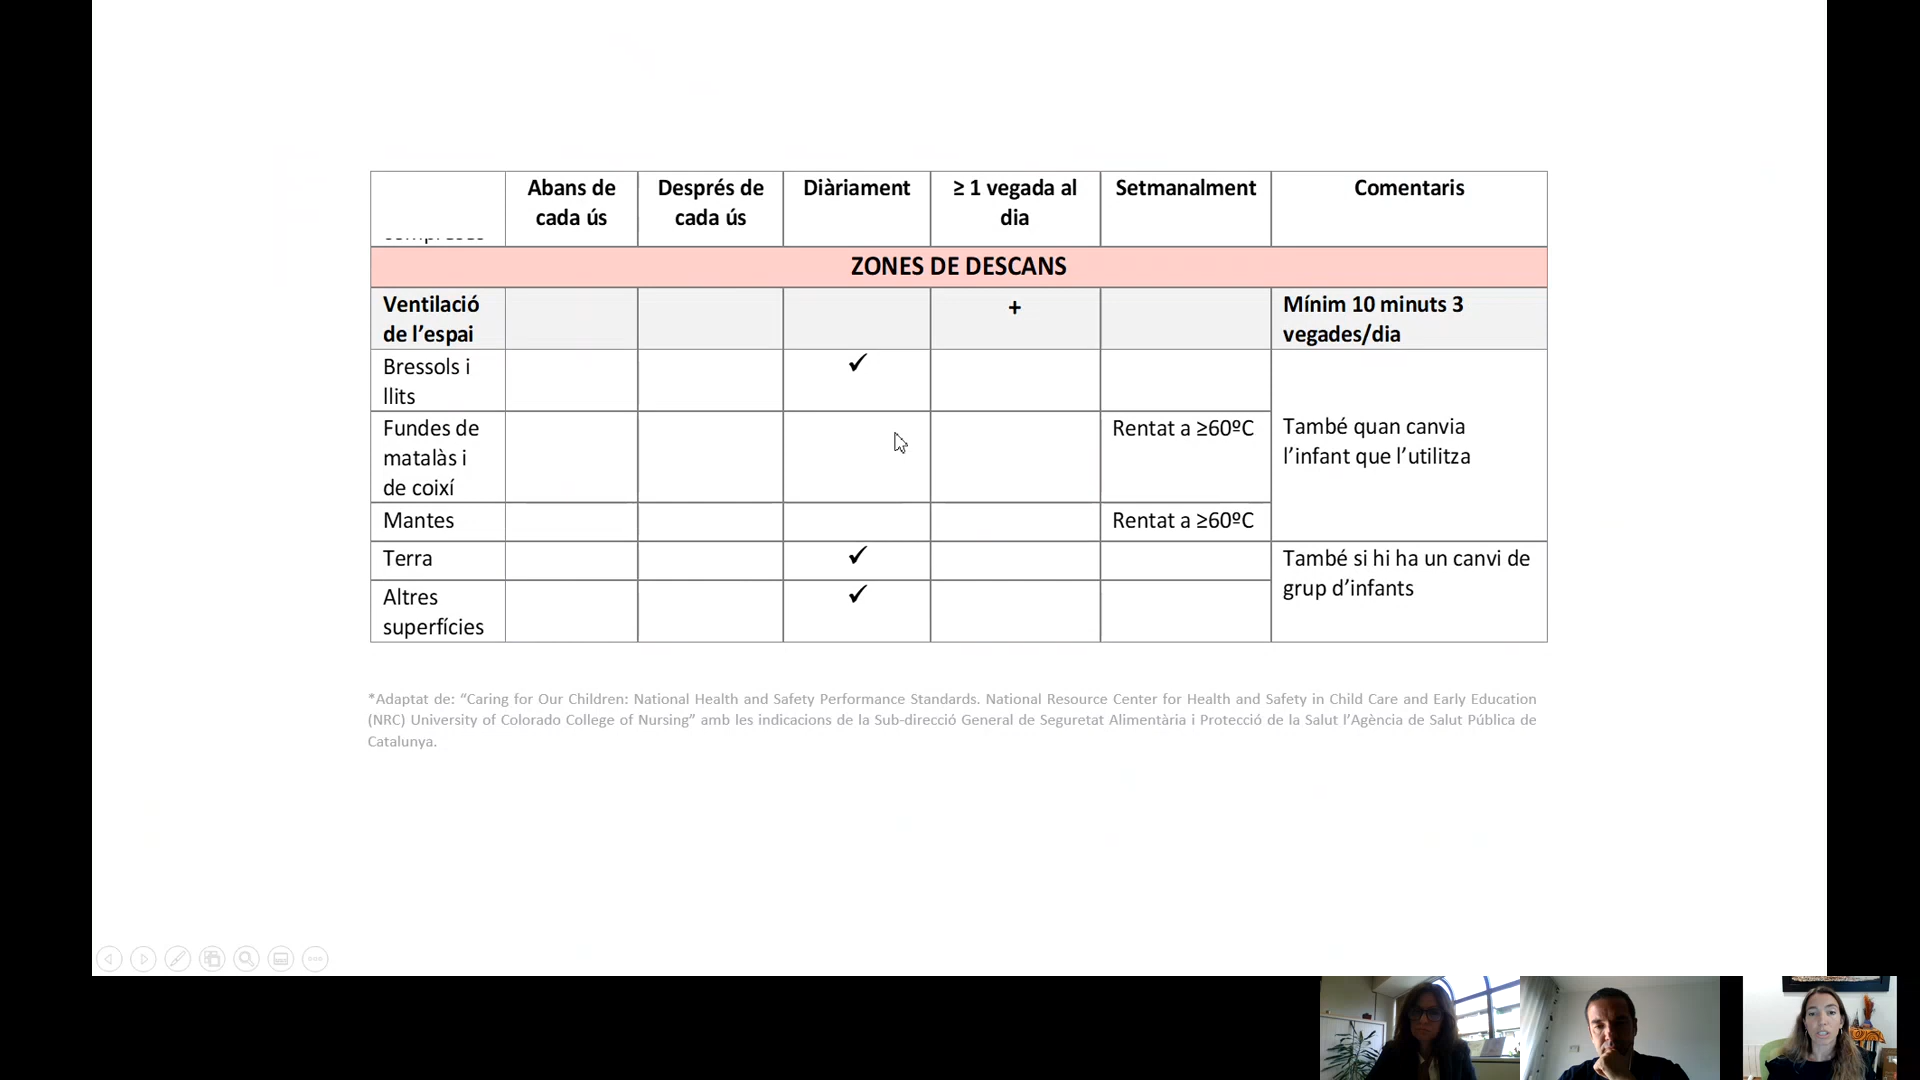 Abans de
cada ús
Després de
cada ús
Diàriament
≥ 1 vegada al
dia
Setmanalment
Comentaris
ZONES DE DESCANS
Ventilació
de l’espai
+
Mínim 10 minuts 3
vegades/dia
Bressols i
llits
✓
Fundes de
matalàs i
de coixí
Rentat a ≥60ºC
També quan canvia
l’infant que l’utilitza
Mantes
Rentat a ≥60ºC
Terra
✓
També si hi ha un canvi de
grup d’infants
Altres
superfícies
✓
*Adaptat de: “Caring for Our Children: National Health and Safety Performance Standards. National Resource Center for Health and Safety in Child Care and Early Education
(NRC) University of Colorado College of Nursing” amb les indicacions de la Sub-direcció General de Seguretat Alimentària i Protecció de la Salut l’Agència de Salut Pública de
Catalunya.